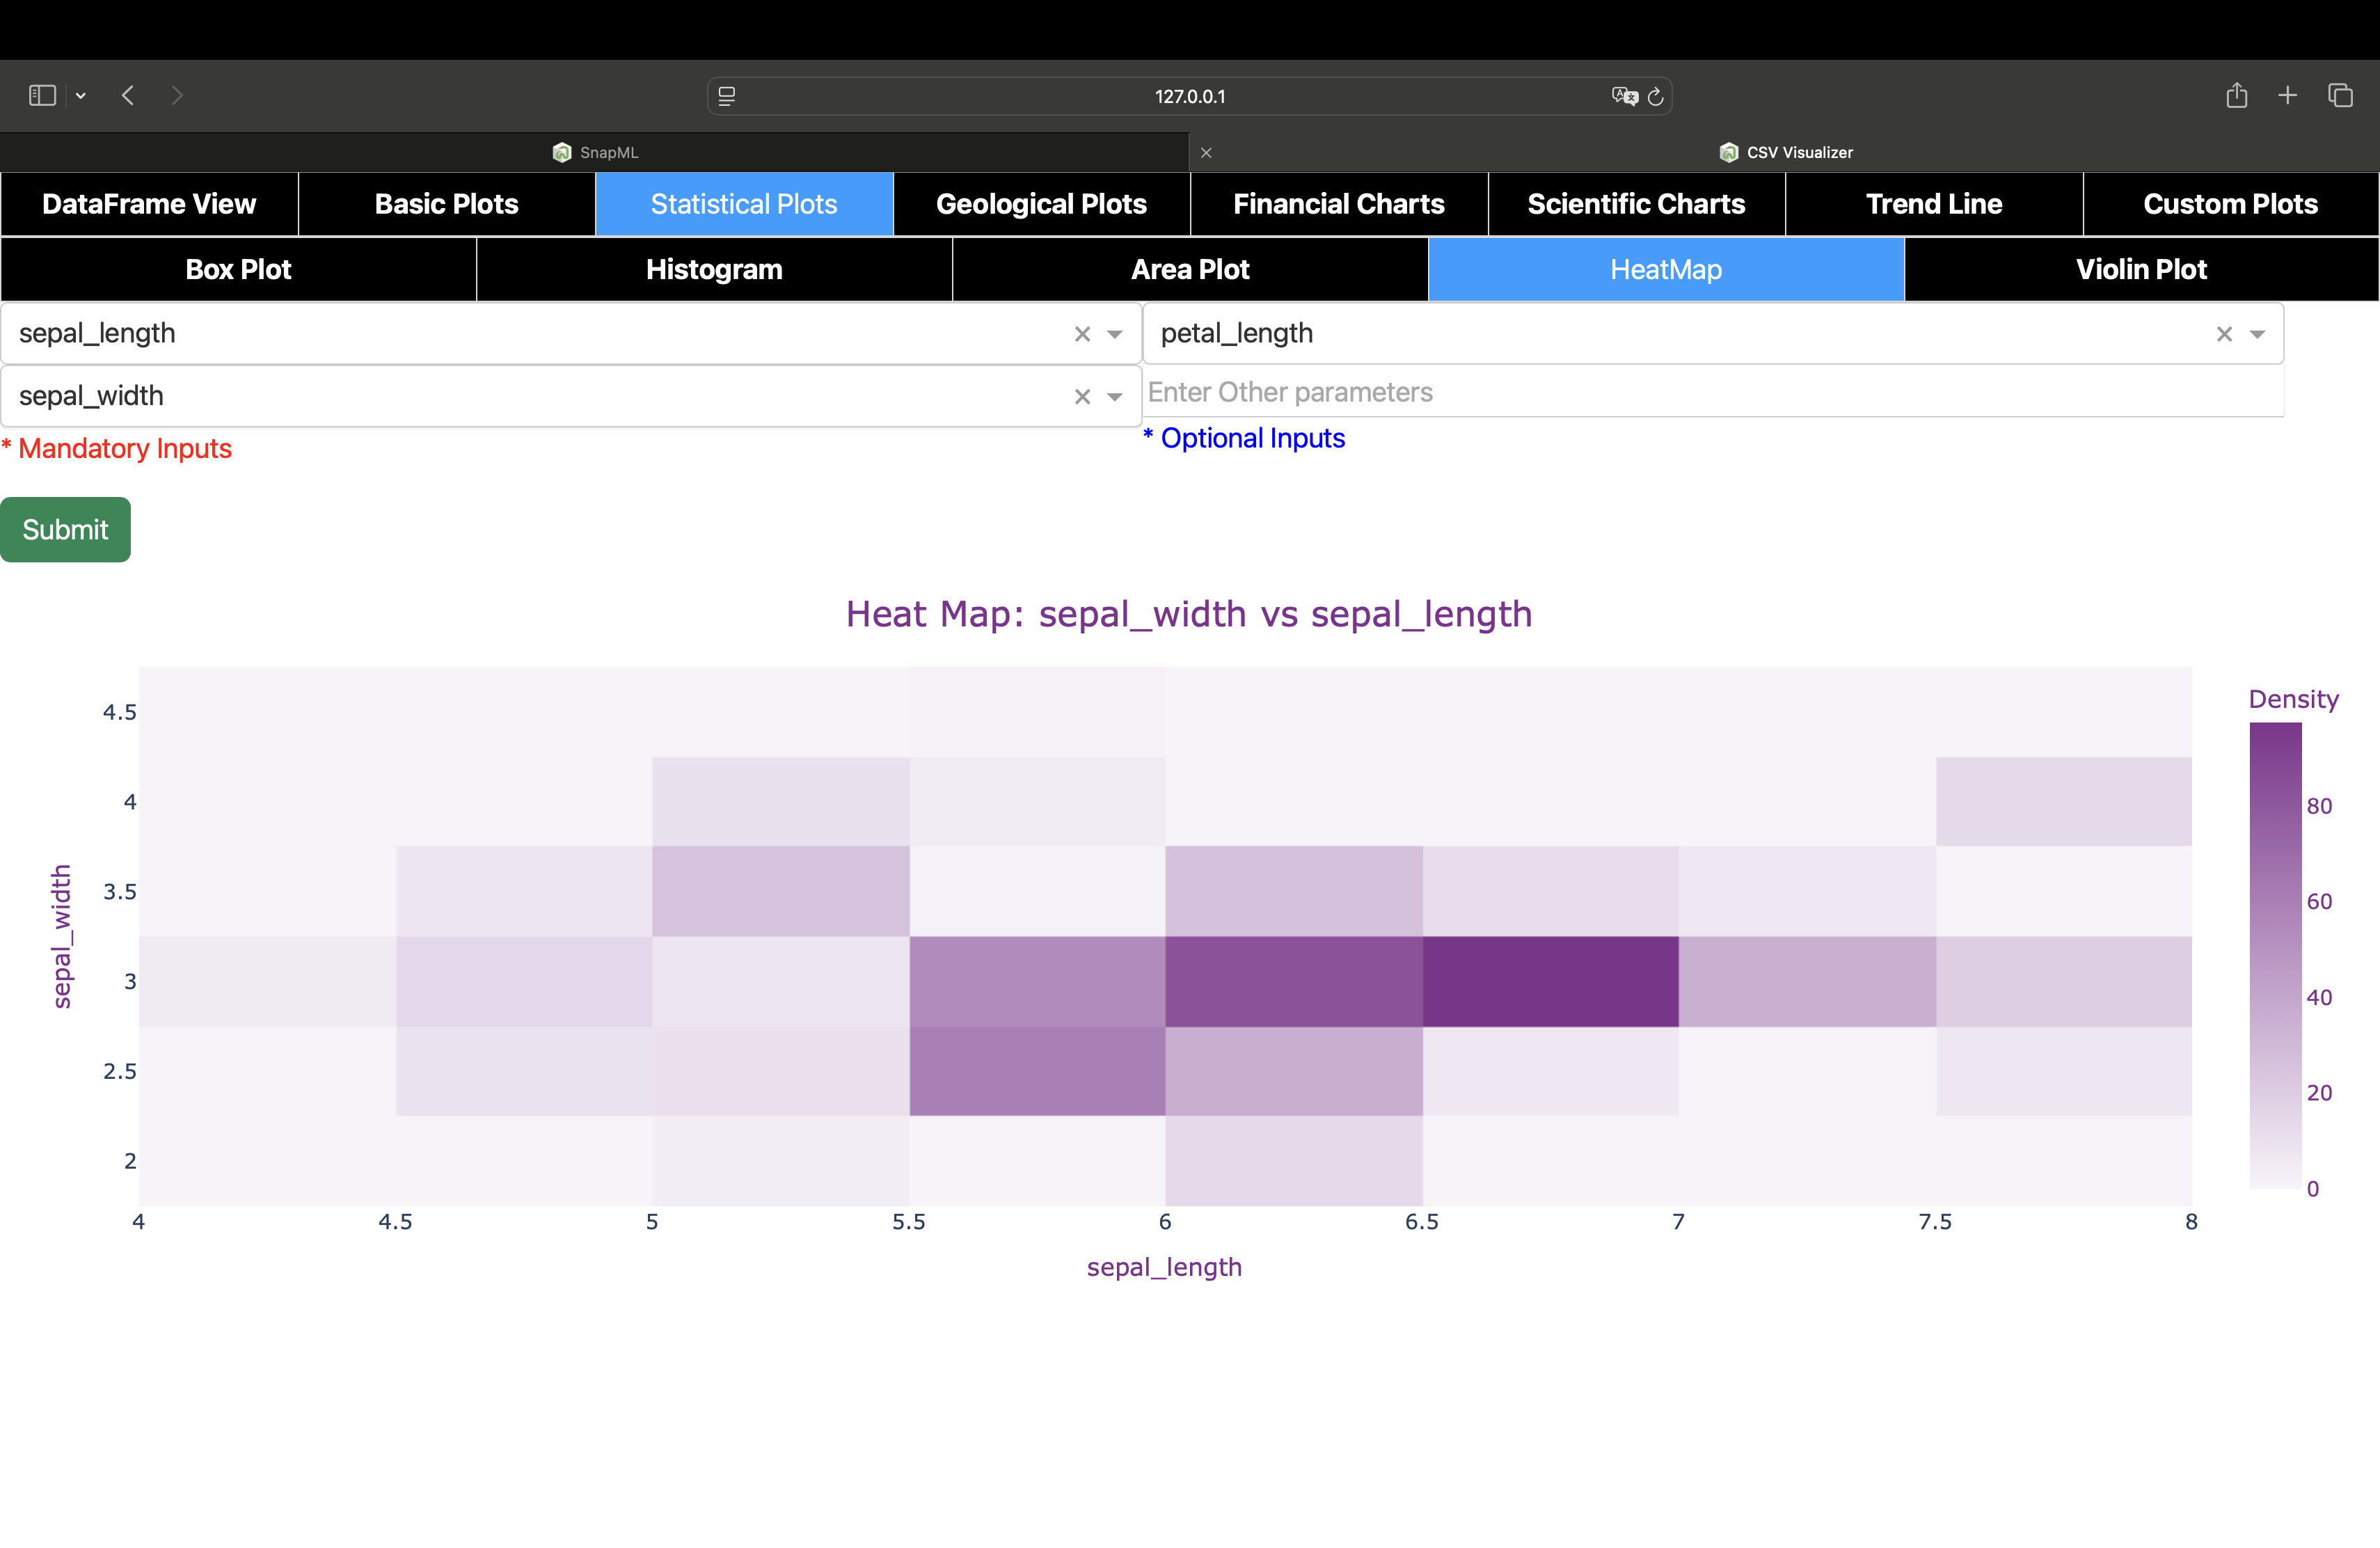 127.0.0.1
SnapML
CSV Visualizer
DataFrame View Basic Plots Statistical Plots Geological Plots Financial Charts Scientific Charts Trend Line Custom Plots
Box Plot Histogram Area Plot HeatMap Violin Plot
sepal_length petal_length
sepal_width Enter Other parameters
* Mandatory Inputs * Optional Inputs
Submit
Heat Map: sepal_width vs sepal_length
Density
80
60
40
20
0
sepal_width
4.5
4
3.5
3
2.5
2
4 4.5 5 5.5 6 6.5 7 7.5 8
sepal_length